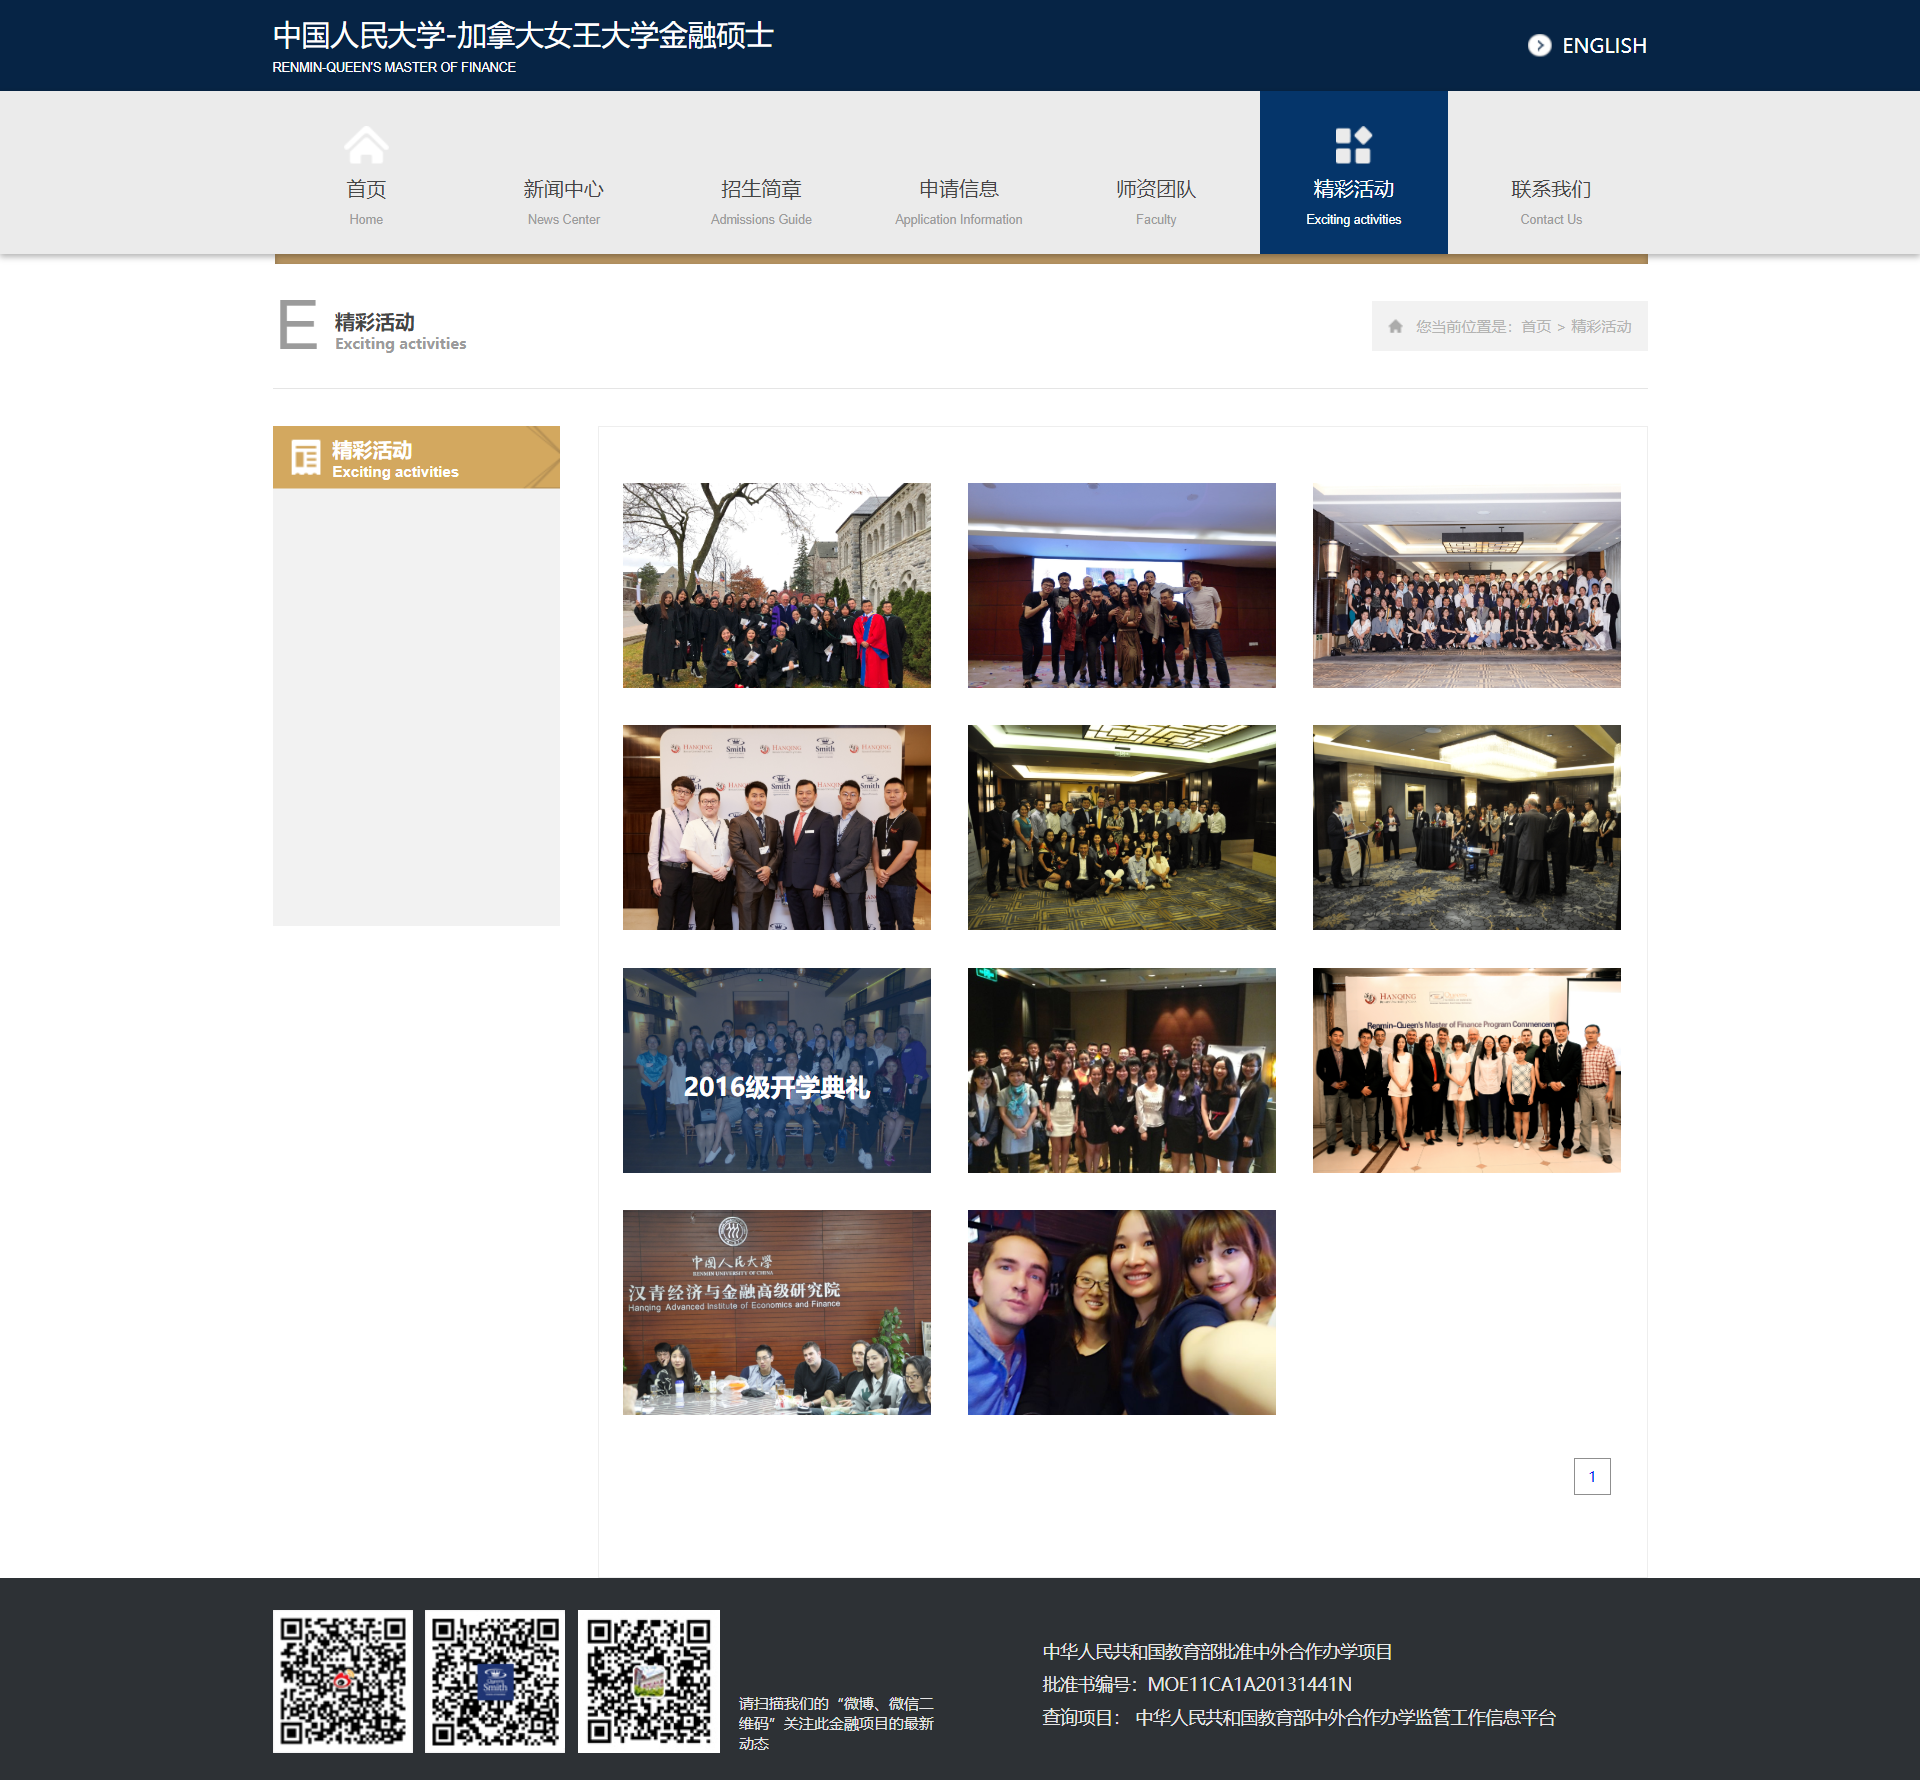 中国人民大学-加拿大女王大学金融硕士
RENMIN-QUEEN'S MASTER OF FINANCE
ENGLISH
首页
Home
新闻中心
News Center
招生简章
Admissions Guide
申请信息
Application Information
师资团队
Faculty
精彩活动
Exciting activities
联系我们
Contact Us
E 精彩活动
Exciting activities
您当前位置是：首页 > 精彩活动
精彩活动
Exciting activities
HANQING Smith HANQING Smith HANQING
Smith HANQING Smith
2016级开学典礼
HANQING
Renmin-Queen's Master of Finance Program Commencem
中国人民大学
RENMIN UNIVERSITY OF CHINA
汉青经济与金融高级研究院
Hanqing Advanced Institute of Economics and Finance
1
Smith
请扫描我们的“微博、微信二
维码”关注此金融项目的最新
动态
中华人民共和国教育部批准中外合作办学项目
批准书编号：MOE11CA1A20131441N
查询项目： 中华人民共和国教育部中外合作办学监管工作信息平台